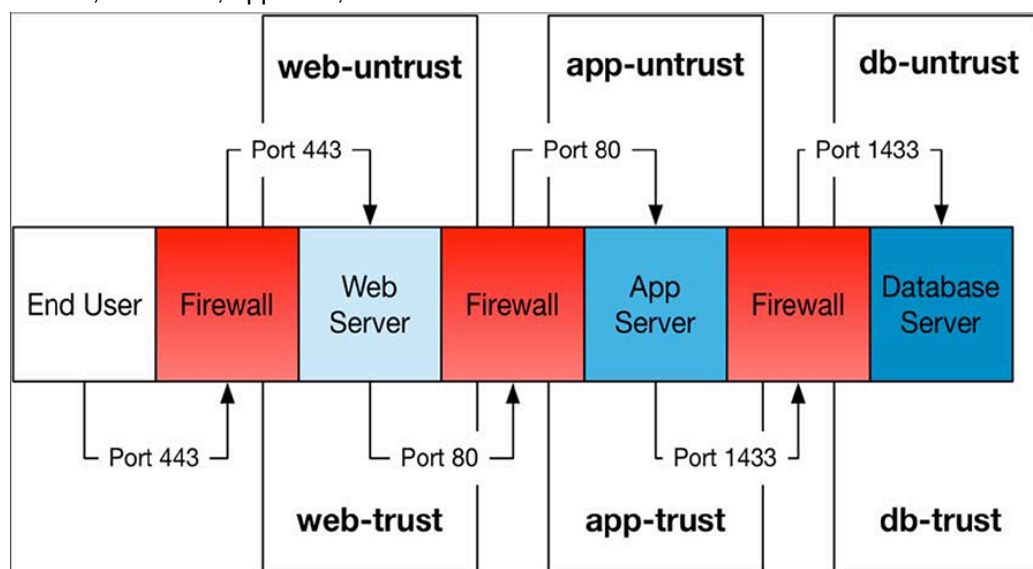 web-untrust
app-untrust
db-untrust
Port 443
Port 80
Port 1433
End User
Firewall
Web
Server
Firewall
App
Server
Firewall
Database
Server
Port 443
Port 80
Port 1433
web-trust
app-trust
db-trust